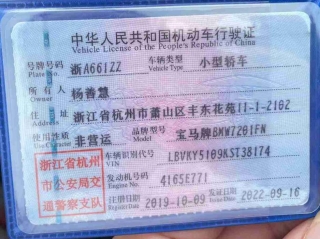 中华人民共和国机动车行驶证
Vehicle License of the People's Republic of China
号牌号码 浙A661ZZ 车辆类型 小型轿车
Plate No. Vehicle Type
所有人 杨善慧
Owner
住址 浙江省杭州市萧山区丰东花苑11-1-2102
Address
使用性质 非营运 品牌型号 宝马牌BMW7201FN
浙江省杭州市公安局交通警察支队
车辆识别代号 LBVKY5109KST38174
VIN
发动机号码 4165E771
Engine No.
注册日期 2019-10-09 发证日期 2022-09-16
Register Date Issue Date